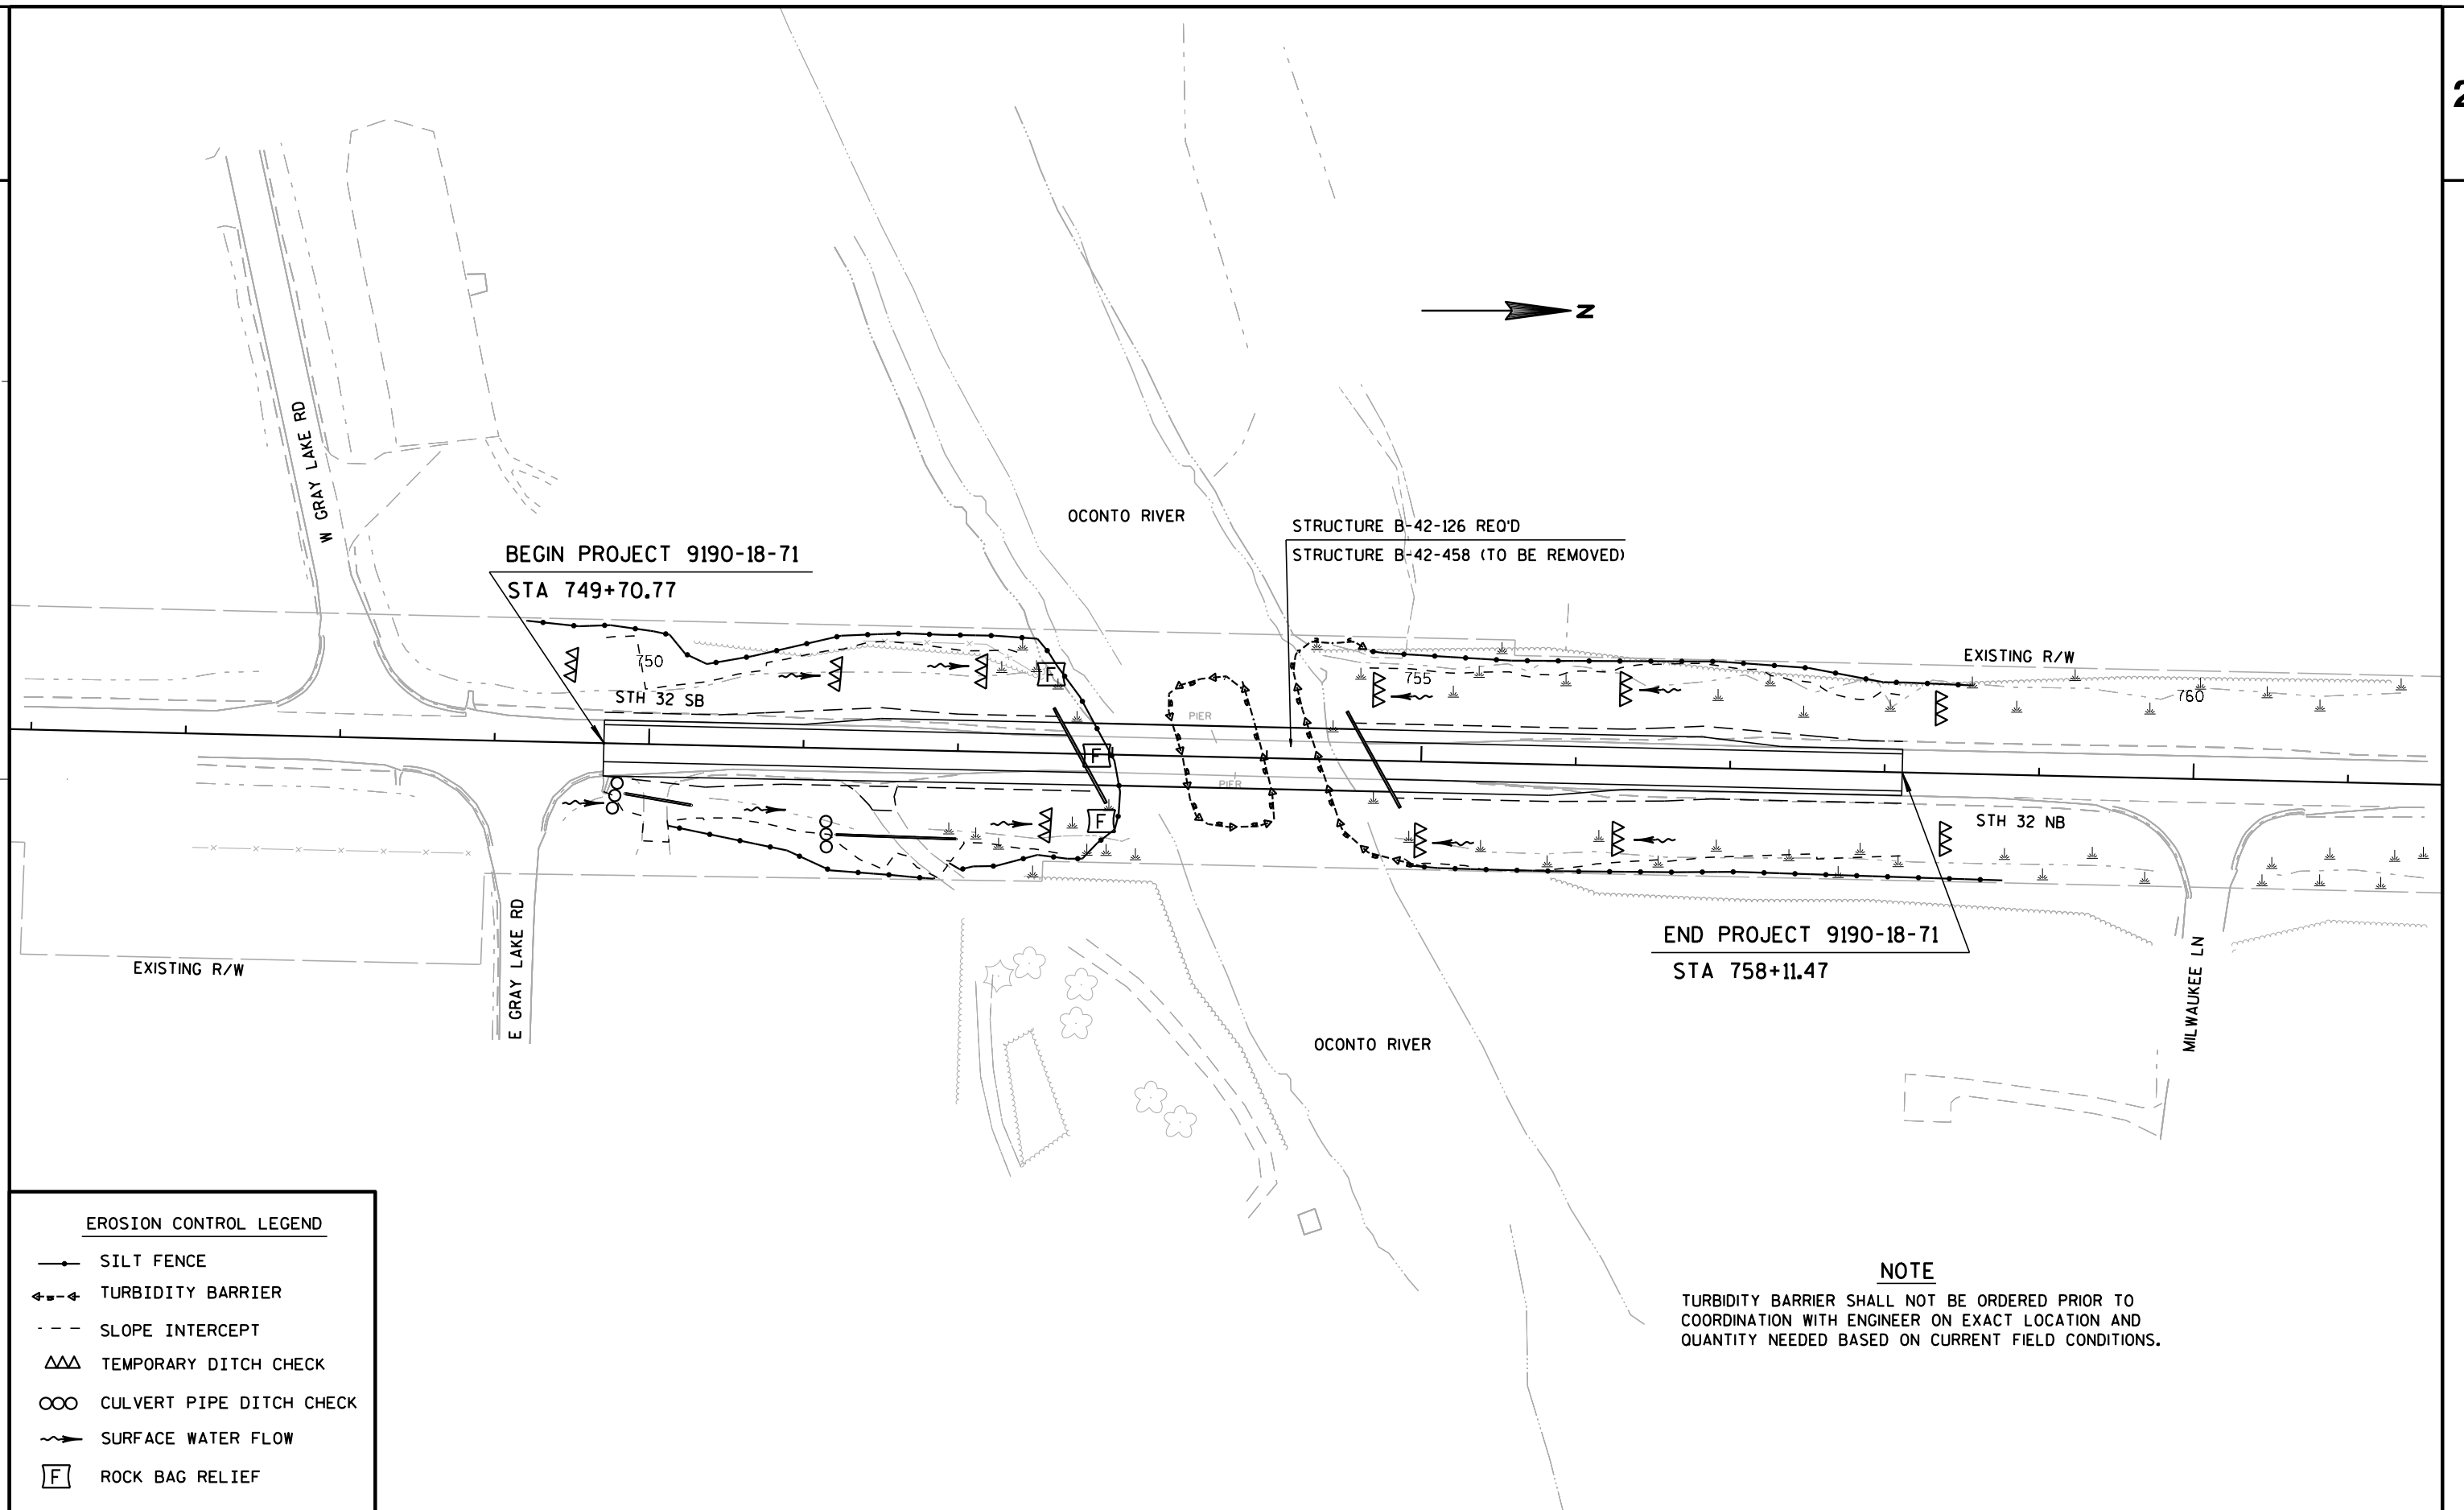 2
N
W GRAY LAKE RD
OCONTO RIVER
STRUCTURE B-42-126 REQ'D
STRUCTURE B-42-458 (TO BE REMOVED)
BEGIN PROJECT 9190-18-71
STA 749+70.77
750
STH 32 SB
F
755
EXISTING R/W
760
PIER
F
PIER
F
STH 32 NB
E GRAY LAKE RD
EXISTING R/W
END PROJECT 9190-18-71
STA 758+11.47
MILWAUKEE LN
OCONTO RIVER
EROSION CONTROL LEGEND
SILT FENCE
TURBIDITY BARRIER
SLOPE INTERCEPT
TEMPORARY DITCH CHECK
CULVERT PIPE DITCH CHECK
SURFACE WATER FLOW
F ROCK BAG RELIEF
NOTE
TURBIDITY BARRIER SHALL NOT BE ORDERED PRIOR TO
COORDINATION WITH ENGINEER ON EXACT LOCATION AND
QUANTITY NEEDED BASED ON CURRENT FIELD CONDITIONS.